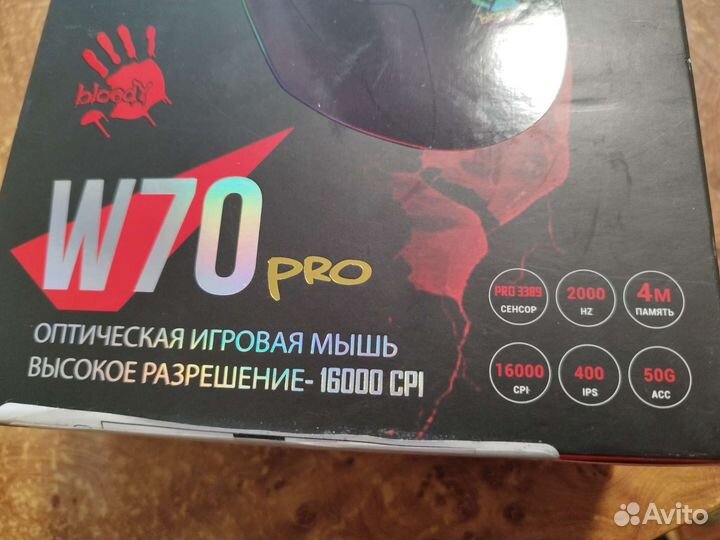 bloody
W70 PRO
ОПТИЧЕСКАЯ ИГРОВАЯ МЫШЬ
ВЫСОКОЕ РАЗРЕШЕНИЕ- 16000 CPI
PRO 3389
СЕНСОР
2000
HZ
4M
ПАМЯТЬ
16000
CPI
400
IPS
50G
ACC
Avito